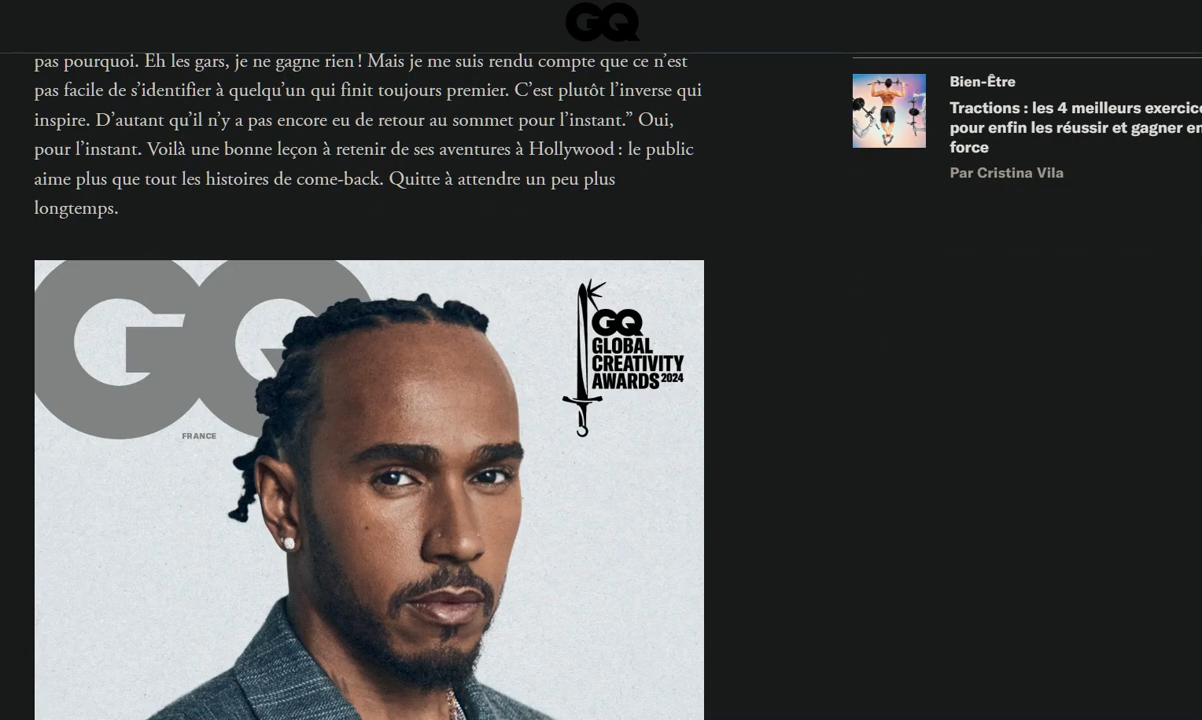 GQ
pas pourquoi. Eh les gars, je ne gagne rien ! Mais je me suis rendu compte que ce n’est
pas facile de s’identifier à quelqu’un qui finit toujours premier. C’est plutôt l’inverse qui
inspire. D’autant qu’il n’y a pas encore eu de retour au sommet pour l’instant.” Oui,
pour l’instant. Voilà une bonne leçon à retenir de ses aventures à Hollywood : le public
aime plus que tout les histoires de come-back. Quitte à attendre un peu plus
longtemps.
GQ
FRANCE
GQ
GLOBAL
CREATIVITY
AWARDS 2024
Bien-Être
Tractions : les 4 meilleurs exercic
pour enfin les réussir et gagner en
force
Par Cristina Vila